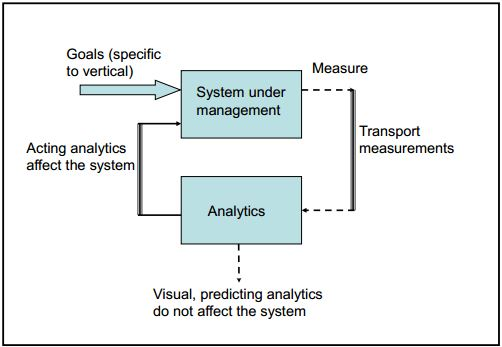 Goals (specific
to vertical)
System under
management
Measure
Transport
measurements
Acting analytics
affect the system
Analytics
Visual, predicting analytics
do not affect the system